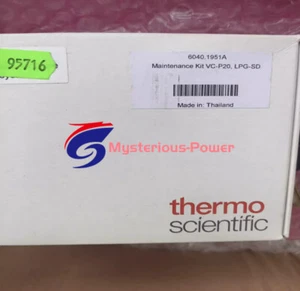 95716
6040.1951A
Maintenance Kit VC-P20, LPG-SD
Made in: Thailand
Mysterious-Power
thermo
scientific